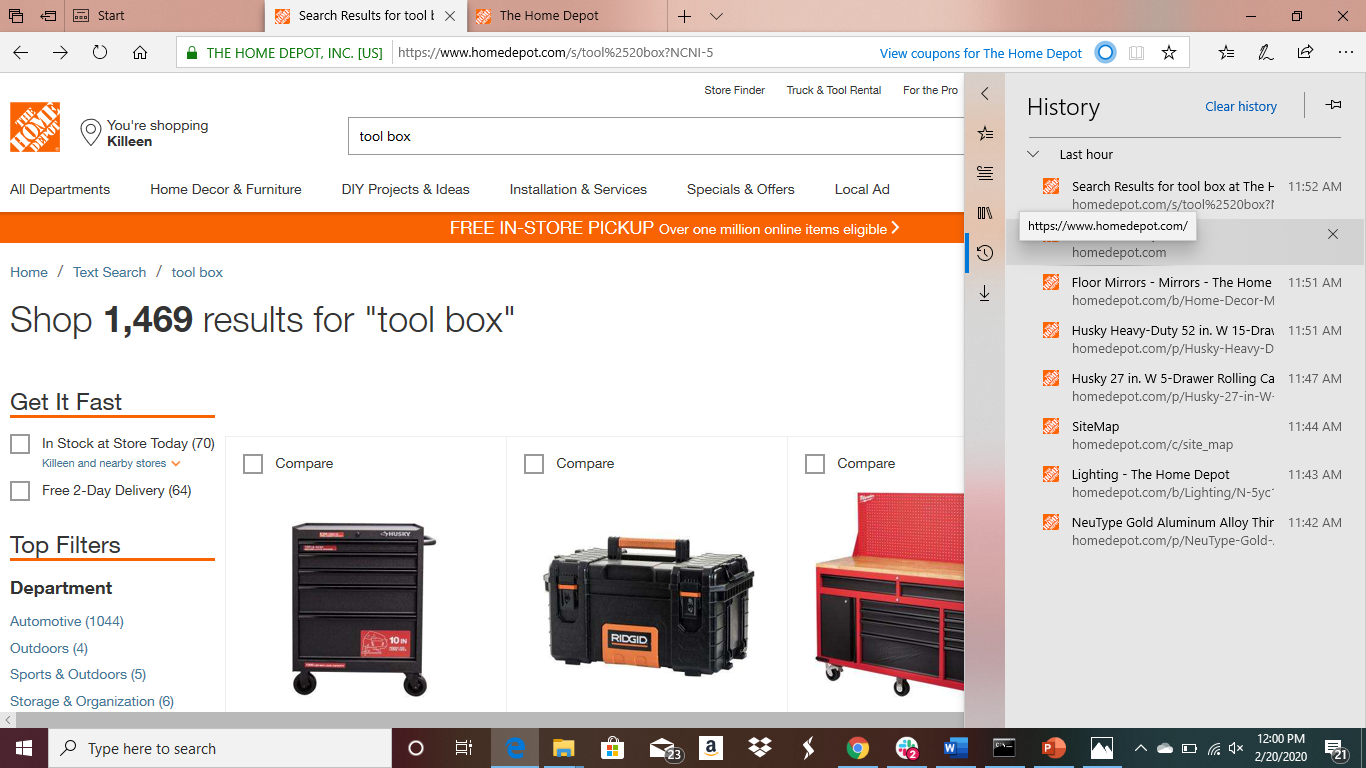 Start
Search Results for tool b
The Home Depot
THE HOME DEPOT, INC. [US]
https://www.homedepot.com/s/tool%2520box?NCNI-5
View coupons for The Home Depot
Store Finder
Truck & Tool Rental
For the Pro
THE HOME DEPOT
You're shopping
Killeen
tool box
All Departments
Home Decor & Furniture
DIY Projects & Ideas
Installation & Services
Specials & Offers
Local Ad
FREE IN-STORE PICKUP Over one million online items eligible
Home / Text Search / tool box
Shop 1,469 results for "tool box"
Get It Fast
In Stock at Store Today (70)
Killeen and nearby stores
Free 2-Day Delivery (64)
Top Filters
Department
Automotive (1044)
Outdoors (4)
Sports & Outdoors (5)
Storage & Organization (6)
Compare
Compare
Compare
HUSKY
10 IN
RIDGID
Milwaukee
History
Clear history
Last hour
Search Results for tool box at The H
11:52 AM
homedepot.com/s/tool%2520box?N
https://www.homedepot.com/
homedepot.com
Floor Mirrors - Mirrors - The Home
11:51 AM
homedepot.com/b/Home-Decor-M
Husky Heavy-Duty 52 in. W 15-Draw
11:51 AM
homedepot.com/p/Husky-Heavy-D
Husky 27 in. W 5-Drawer Rolling Ca
11:47 AM
homedepot.com/p/Husky-27-in-W-
SiteMap
11:44 AM
homedepot.com/c/site_map
Lighting - The Home Depot
11:43 AM
homedepot.com/b/Lighting/N-5yc1
NeuType Gold Aluminum Alloy Thin
11:42 AM
homedepot.com/p/NeuType-Gold-
Type here to search
23
2
21
12:00 PM
2/20/2020